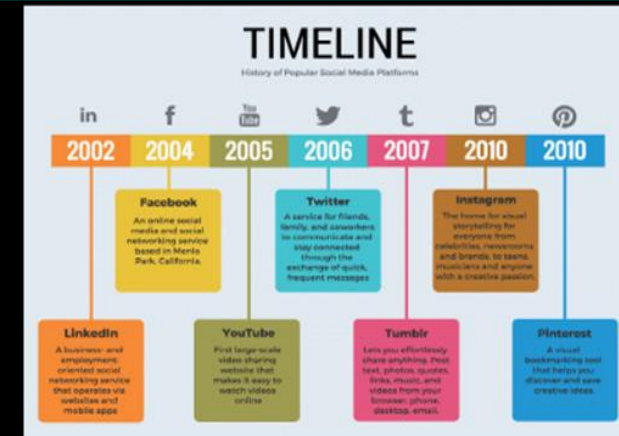 TIMELINE
History of Popular Social Media Platforms
in
f
You
Tube
t
2002
2004
2005
2006
2007
2010
2010
Facebook
An online social
media and social
networking service
based in Menlo
Park, California.
Twitter
A service for friends,
family, and coworkers
to communicate and
stay connected
through the
exchange of quick,
frequent messages
Instagram
The home for visual
storytelling for
everyone from
celebrities, newsrooms
and brands, to teens,
musicians and anyone
with a creative passion.
LinkedIn
A business- and
employment-
oriented social
networking service
that operates via
websites and
mobile apps
YouTube
First large-scale
video sharing
website that
makes it easy to
watch videos
online
Tumblr
Lets you effortlessly
share anything. Post
text, photos, quotes,
links, music, and
videos from your
browser, phone,
desktop, email.
Pinterest
A visual
bookmarking tool
that helps you
discover and save
creative ideas.